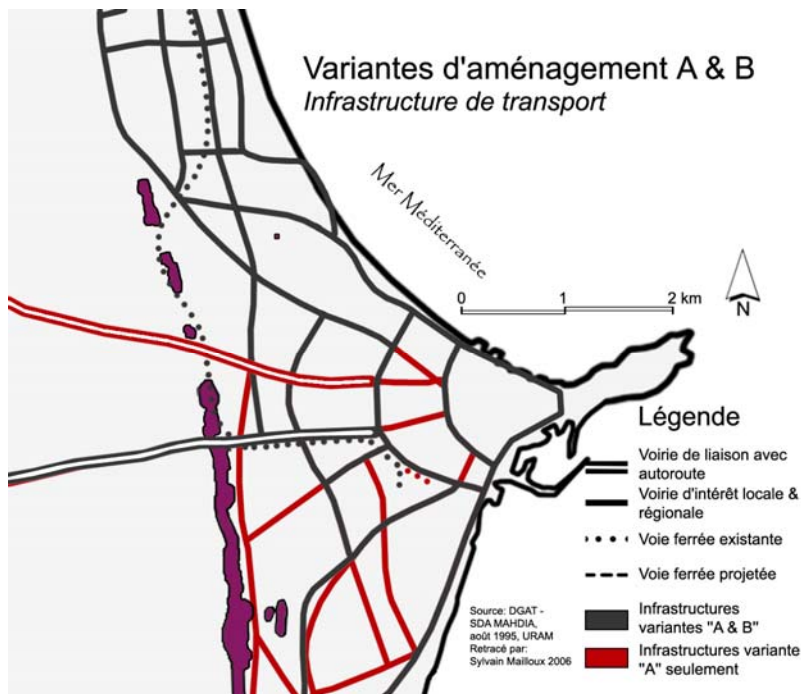 Variantes d'aménagement A & B
Infrastructure de transport
Mer Méditerranée
0 1 2 km
N
Légende
Voirie de liaison avec
autoroute
Voirie d'intérêt locale &
régionale
Voie ferrée existante
Voie ferrée projetée
Infrastructures
variantes "A & B"
Infrastructures variante
"A" seulement
Source: DGAT -
SDA MAHDIA,
août 1995, URAM
Retracé par:
Sylvain Mailloux 2006